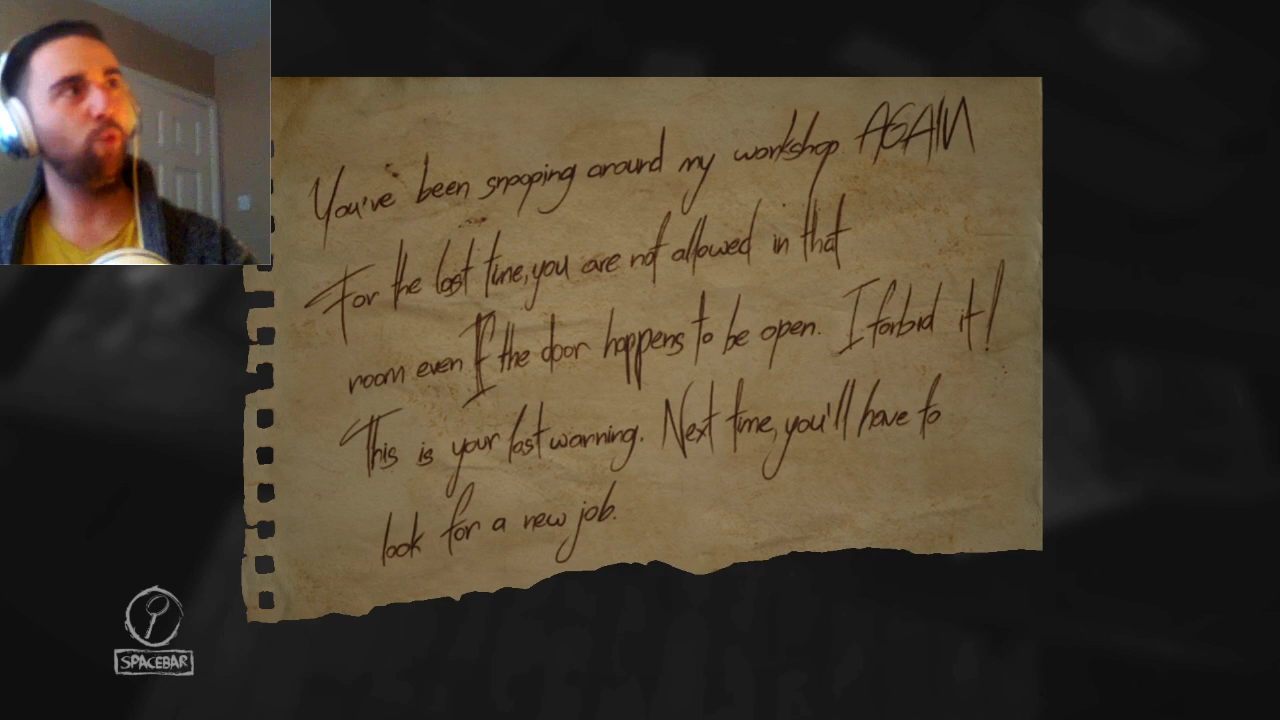 You've been snooping around my workshop AGAIN
For the last time, you are not allowed in that
room even If the door happens to be open. I forbid it!
This is your last warning. Next time, you'll have to
look for a new job.
SPACEBAR